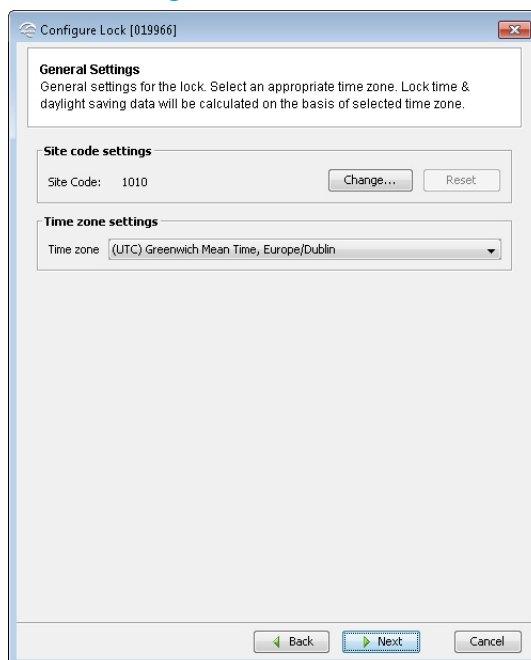 Configure Lock [019966]
General Settings
General settings for the lock. Select an appropriate time zone. Lock time &
daylight saving data will be calculated on the basis of selected time zone.
Site code settings
Site Code: 1010 Change... Reset
Time zone settings
Time zone (UTC) Greenwich Mean Time, Europe/Dublin
Back Next Cancel